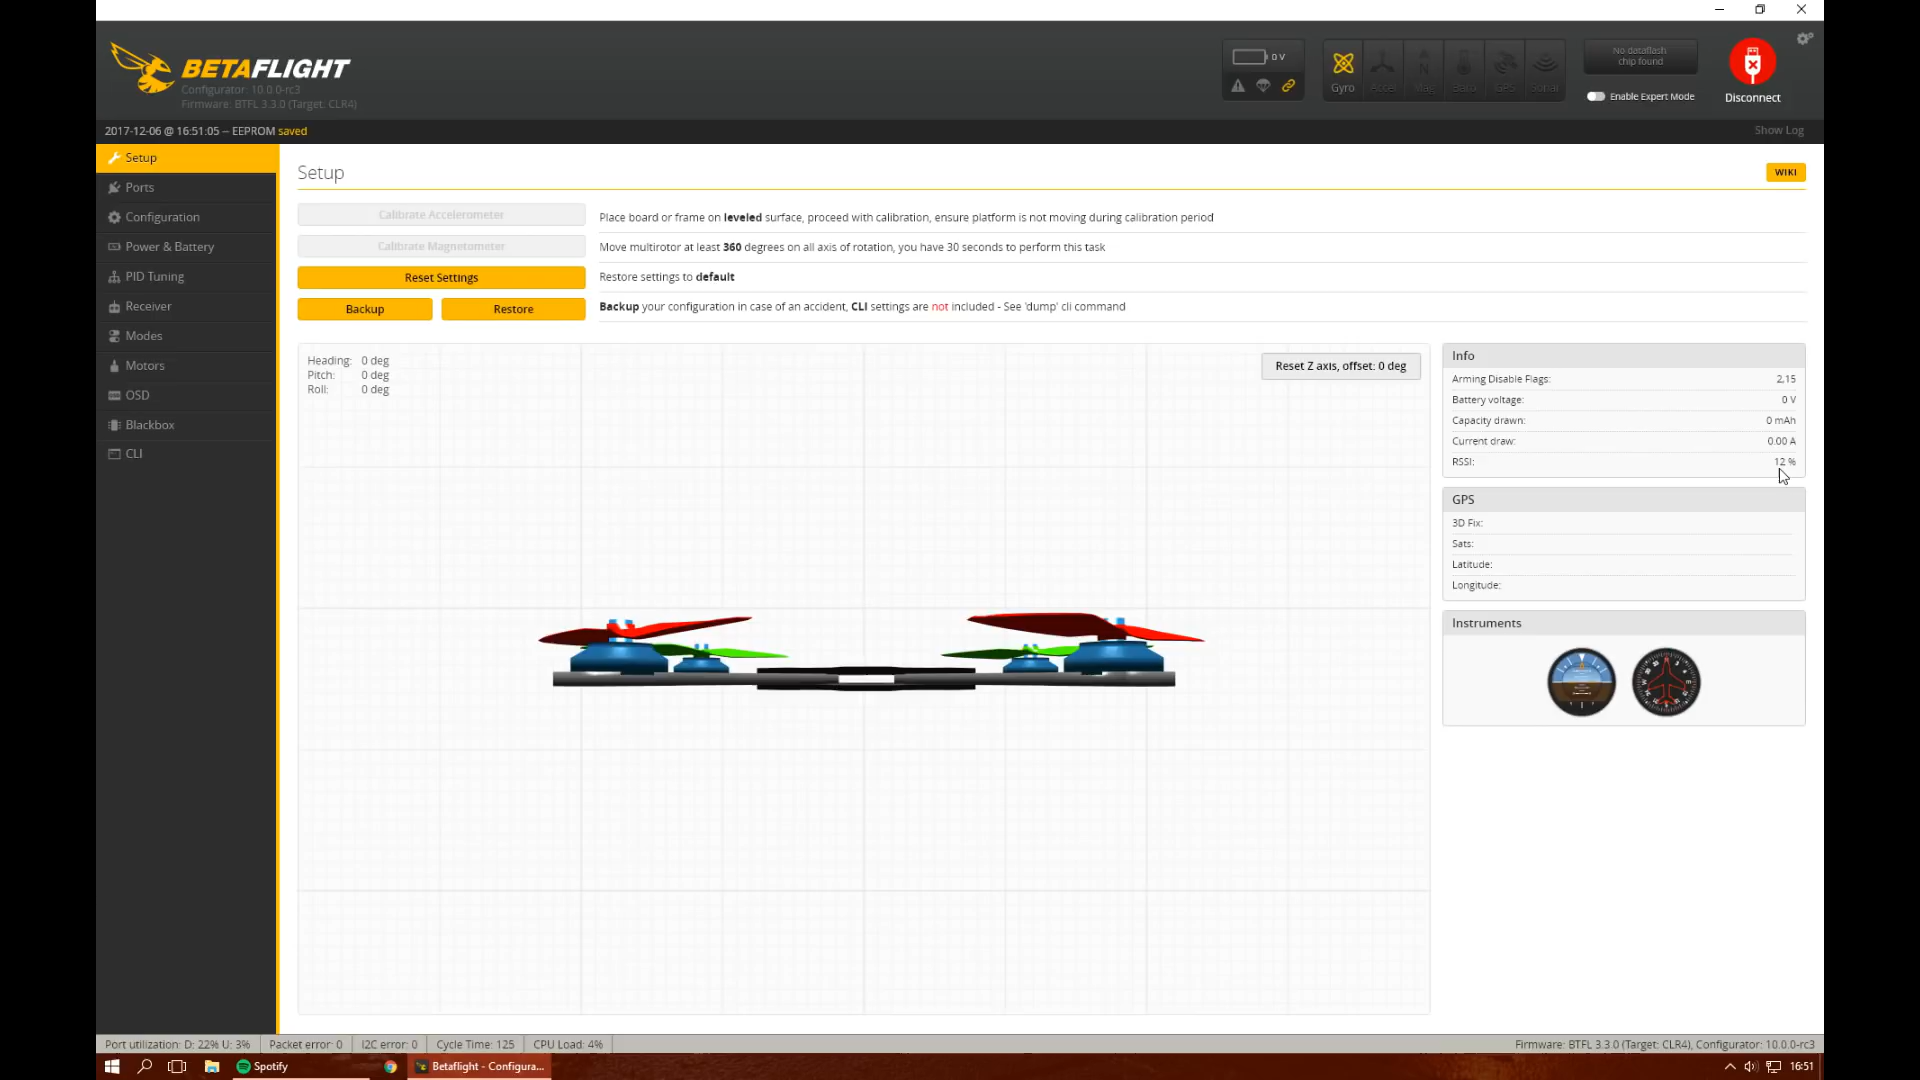 BETAFLIGHT
Configurator: 10.0.0-rc3
Firmware: BTFL 3.3.0 (Target: CLR4)
0 V
Gyro Accel Mag Baro GPS Sonar
No dataflash
chip found
Enable Expert Mode
Disconnect
2017-12-06 @ 16:51:05 -- EEPROM saved
Show Log
Setup
Ports
Configuration
Power & Battery
PID Tuning
Receiver
Modes
Motors
OSD
Blackbox
CLI
Setup
WIKI
Calibrate Accelerometer
Place board or frame on leveled surface, proceed with calibration, ensure platform is not moving during calibration period
Calibrate Magnetometer
Move multirotor at least 360 degrees on all axis of rotation, you have 30 seconds to perform this task
Reset Settings
Restore settings to default
Backup
Restore
Backup your configuration in case of an accident, CLI settings are not included - See 'dump' cli command
Heading: 0 deg
Pitch: 0 deg
Roll: 0 deg
Reset Z axis, offset: 0 deg
Info
Arming Disable Flags: 2,15
Battery voltage: 0 V
Capacity drawn: 0 mAh
Current draw: 0.00 A
RSSI: 12 %
GPS
3D Fix:
Sats:
Latitude:
Longitude:
Instruments
Port utilization: D: 22% U: 3%
Packet error: 0
I2C error: 0
Cycle Time: 125
CPU Load: 4%
Firmware: BTFL 3.3.0 (Target: CLR4), Configurator: 10.0.0-rc3
Spotify
Betaflight - Configura...
16:51